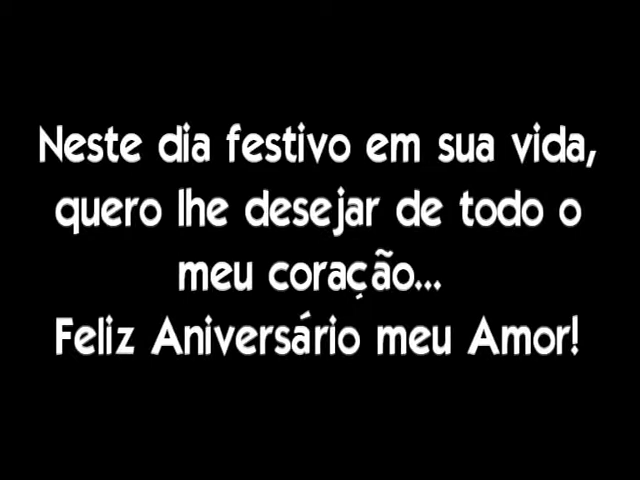 Neste dia festivo em sua vida,
quero lhe desejar de todo o
meu coração...
Feliz Aniversário meu Amor!